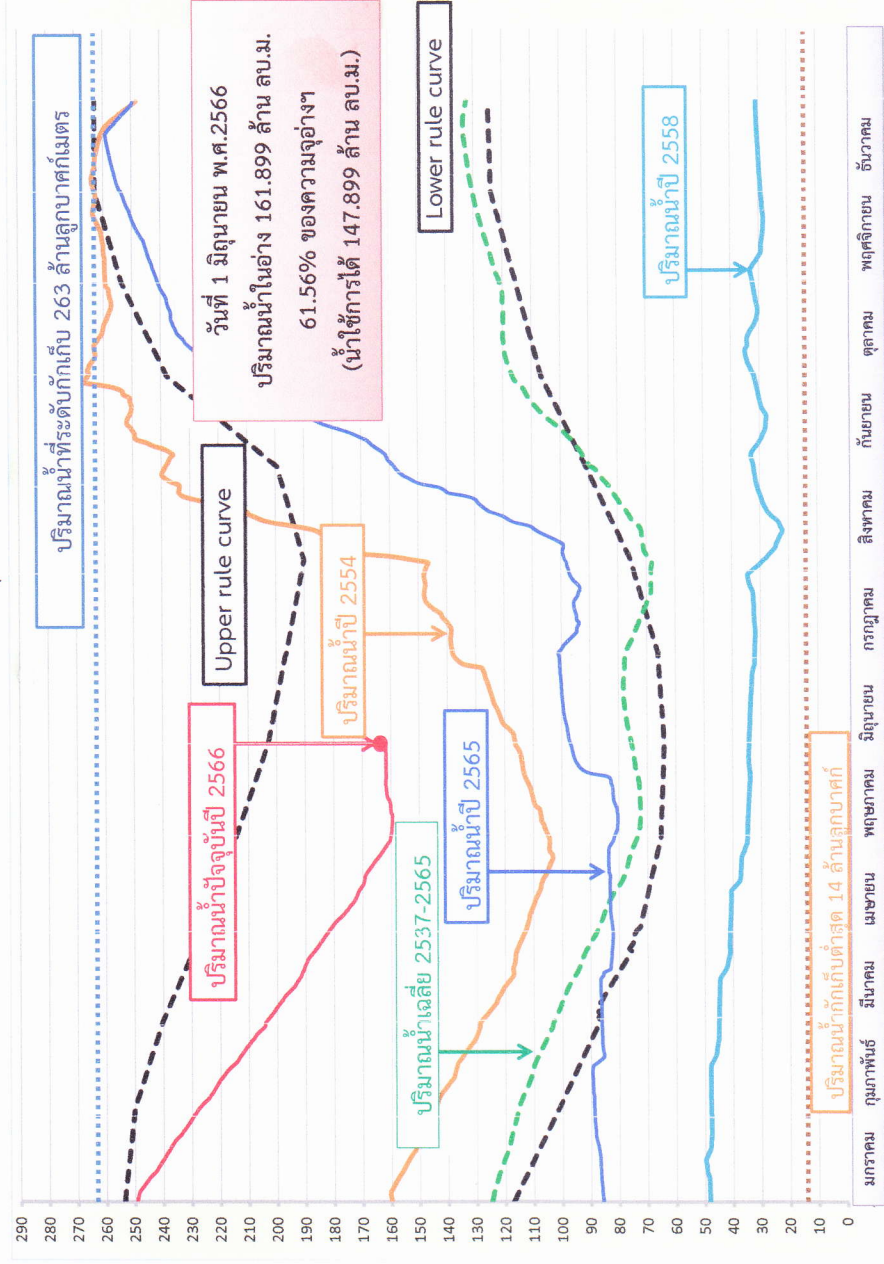 ปริมาณน้ำที่ระดับกักเก็บ 263 ล้านลูกบาศก์เมตร
Upper rule curve
วันที่ 1 มิถุนายน พ.ศ.2566
ปริมาณน้ำในอ่าง 161.899 ล้าน ลบ.ม.
61.56% ของความจุอ่างฯ
(น้ำใช้การได้ 147.899 ล้าน ลบ.ม.)
ปริมาณน้ำปัจจุบันปี 2566
ปริมาณน้ำปี 2554
ปริมาณน้ำเฉลี่ย 2537-2565
ปริมาณน้ำปี 2565
Lower rule curve
ปริมาณน้ำปี 2558
ปริมาณน้ำกักเก็บต่ำสุด 14 ล้านลูกบาศก์
290
280
270
260
250
240
230
220
210
200
190
180
170
160
150
140
130
120
110
100
90
80
70
60
50
40
30
20
10
0
มกราคม กุมภาพันธ์ มีนาคม เมษายน พฤษภาคม มิถุนายน กรกฎาคม สิงหาคม กันยายน ตุลาคม พฤศจิกายน ธันวาคม